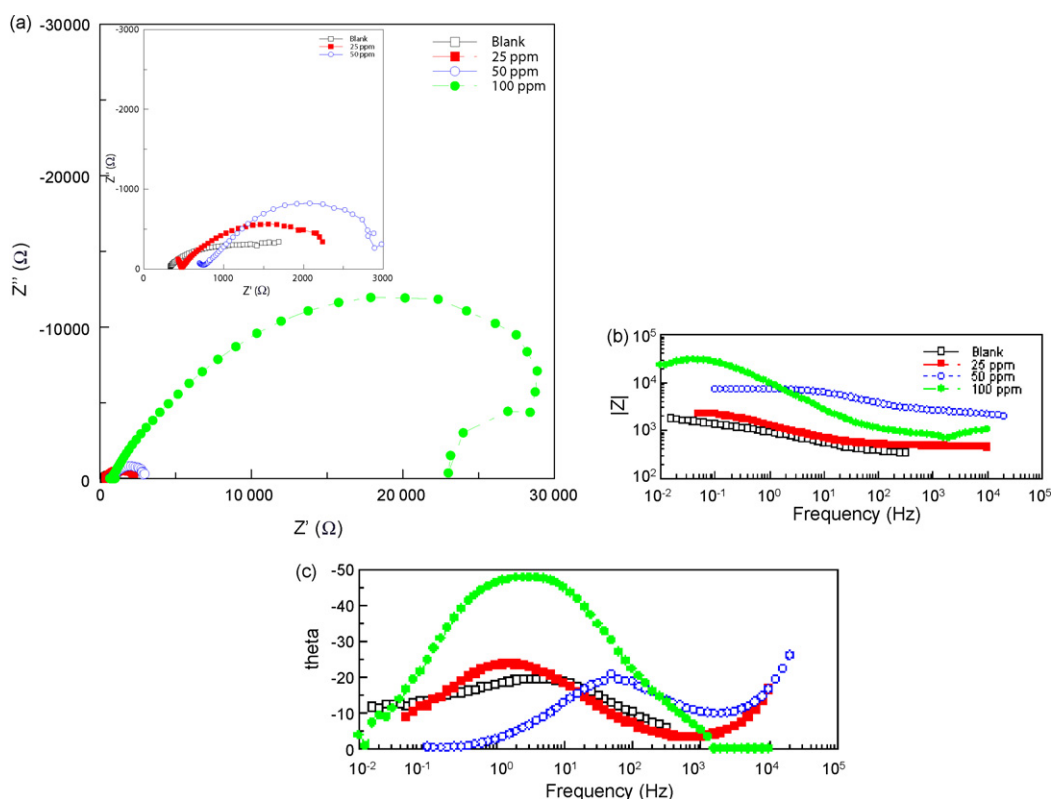 (a)
-30000
-20000
-10000
0
Z'' (Ω)
10 000
20 000
30 000
Z' (Ω)
Blank
25 ppm
50 ppm
100 ppm
-3000
-2000
-1000
0
Z'' (Ω)
0
1000
2000
3000
Z' (Ω)
Blank
25 ppm
50 ppm
(b)
10⁵
10⁴
10³
10²
|Z|
Blank
25 ppm
50 ppm
100 ppm
10⁻² 10⁻¹ 10⁰ 10¹ 10² 10³ 10⁴ 10⁵
Frequency (Hz)
(c)
-50
-40
-30
-20
-10
0
theta
10⁻² 10⁻¹ 10⁰ 10¹ 10² 10³ 10⁴ 10⁵
Frequency (Hz)